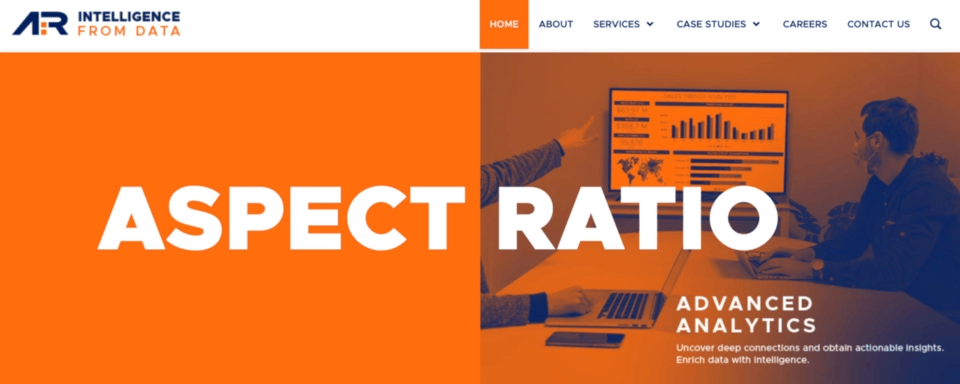 AR INTELLIGENCE
FROM DATA
HOME ABOUT SERVICES CASE STUDIES CAREERS CONTACT US
ASPECT RATIO
ADVANCED
ANALYTICS
Uncover deep connections and obtain actionable insights.
Enrich data with intelligence.